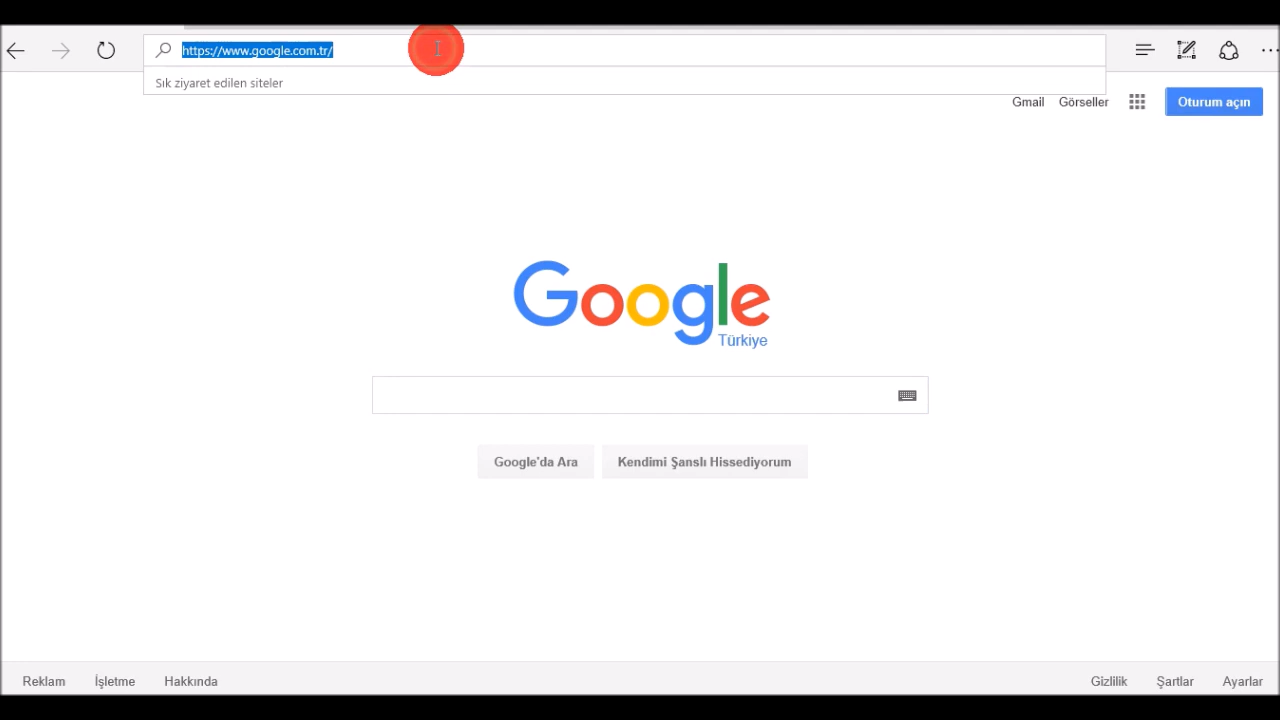 https://www.google.com.tr/
Sık ziyaret edilen siteler
Gmail Görseller Oturum açın
Google
Türkiye
Google'da Ara Kendimi Şanslı Hissediyorum
Reklam İşletme Hakkında Gizlilik Şartlar Ayarlar